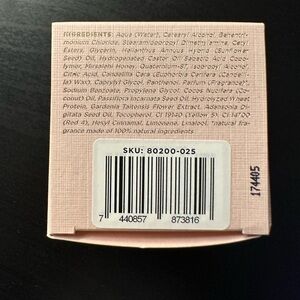 INGREDIENTS: Aqua (Water), Cetearyl Alcohol, Behentri-
monium Chloride, Stearamidopropyl Dimethylamine, Cetyl
Esters, Glycerin, Helianthus Annuus Hybrid (Sunflower
Seed) Oil, Hydrogenated Castor Oil/Sebacic Acid Copo-
lymer, Honey, Quaternium-87, Isopropyl Alcohol,
Citric Acid, Candelilla Cera (Euphorbia Cerifera (Cande-
lla) Wax), Caprylyl Glycol, Panthenol, Parfum (Fragrance)*,
Sodium Benzoate, Propylene Glycol, Cocos Nucifera (Co-
conut) Oil, Passiflora Incarnata Seed Oil, Hydrolyzed Wheat
Protein, Gardenia Taitensis Flower Extract, Adansonia Di-
gitata Seed Oil, Tocopherol, CI 19140 (Yellow 5), CI 14700
(Red 4), Hexyl Cinnamal, Limonene, Linalool. *natural fra-
grance made of 100% natural ingredients
SKU: 80200-025
7 440857 873816
174405